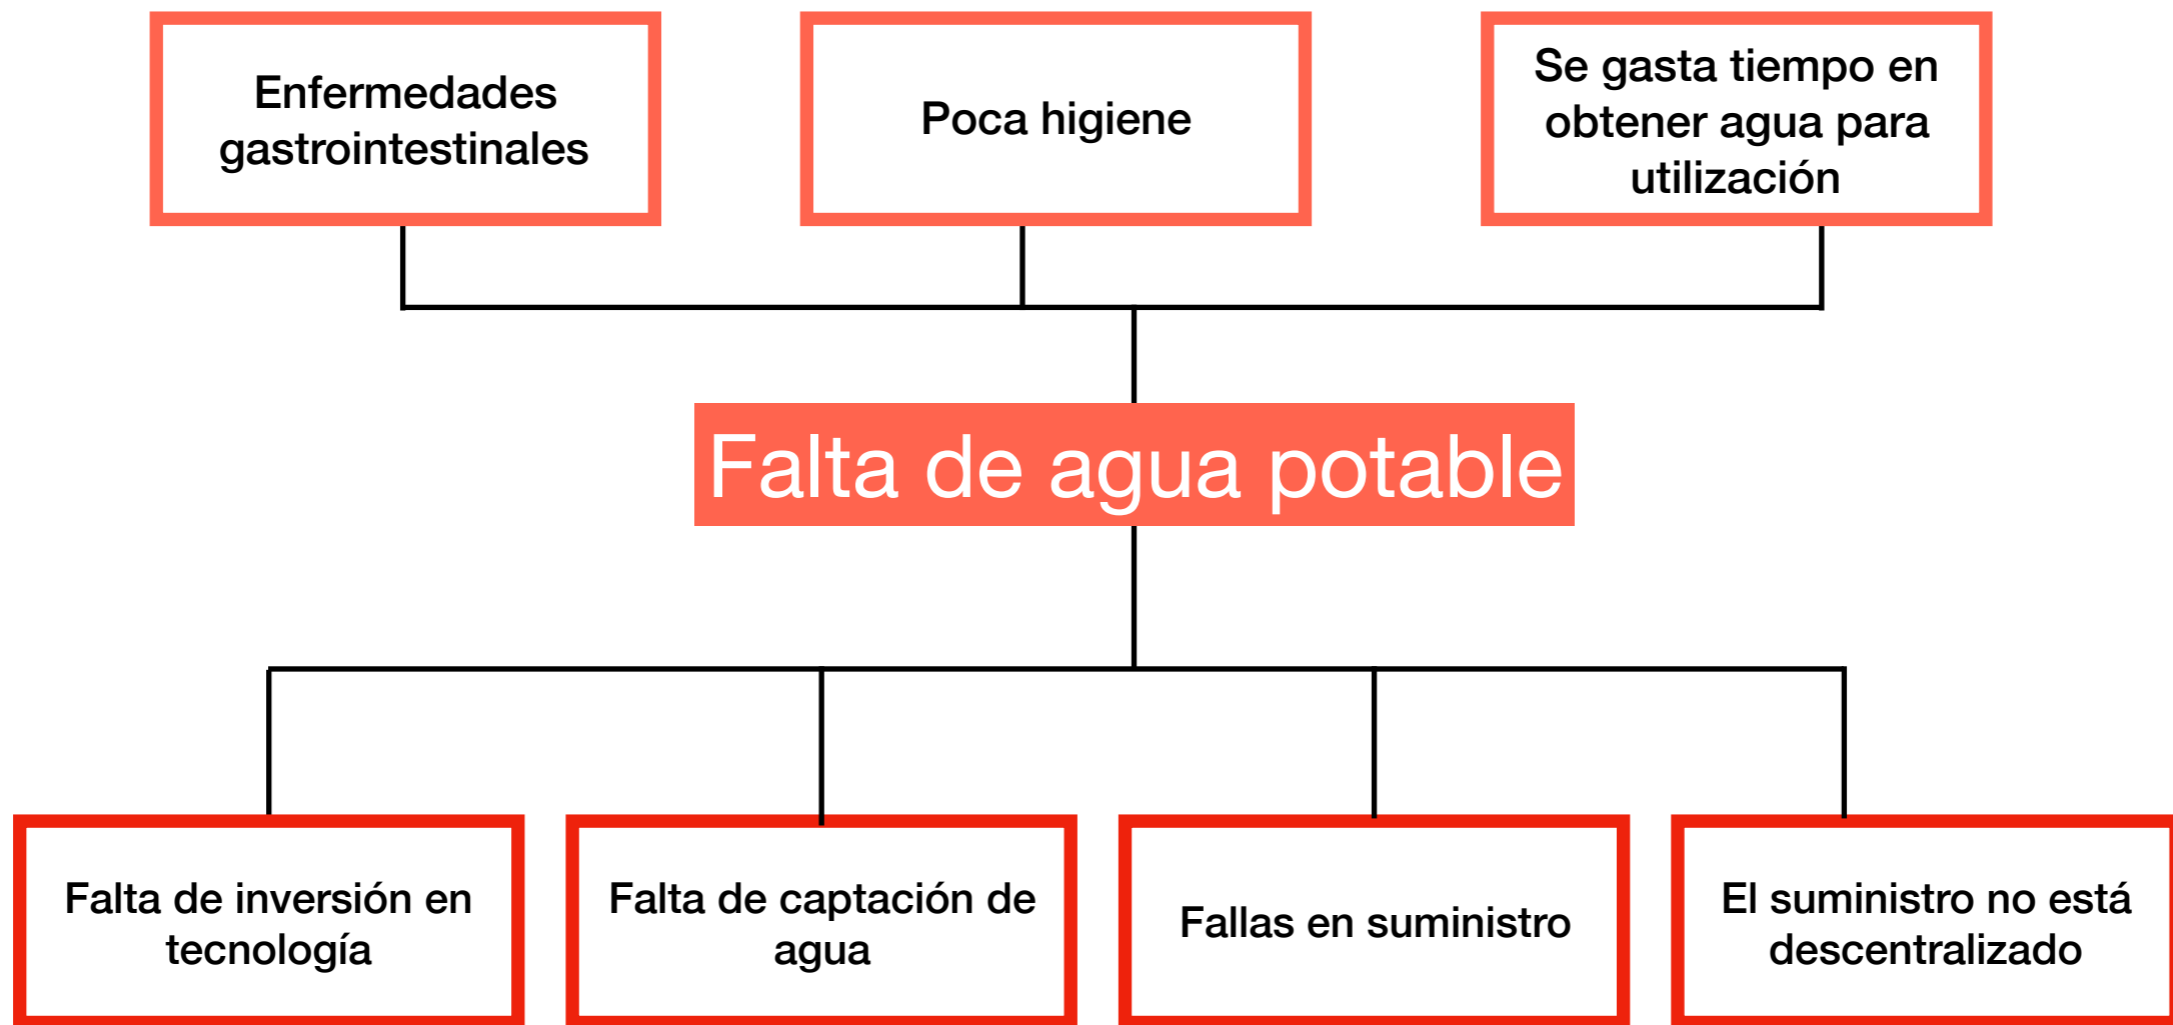 Enfermedades
gastrointestinales
Poca higiene
Se gasta tiempo en
obtener agua para
utilización
Falta de agua potable
Falta de inversión en
tecnología
Falta de captación de
agua
Fallas en suministro
El suministro no está
descentralizado